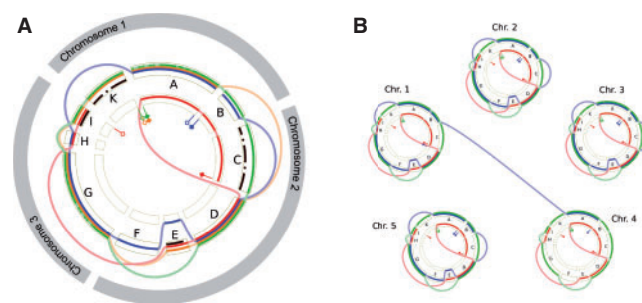 A
Chromosome 1
Chromosome 2
Chromosome 3
A
B
C
D
E
F
G
H
I
K
B
Chr. 1
Chr. 2
Chr. 3
Chr. 4
Chr. 5